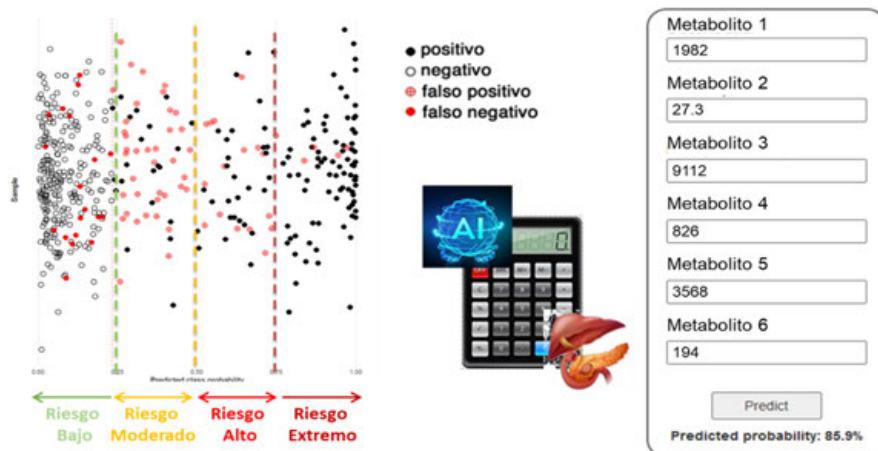 positivo
negativo
falso positivo
falso negativo
Sample
0.00
0.25
0.50
0.75
1.00
Predicted class probability
Riesgo
Bajo
Riesgo
Moderado
Riesgo
Alto
Riesgo
Extremo
AI
0
Metabolito 1
1982
Metabolito 2
27.3
Metabolito 3
9112
Metabolito 4
826
Metabolito 5
3568
Metabolito 6
194
Predict
Predicted probability: 85.9%